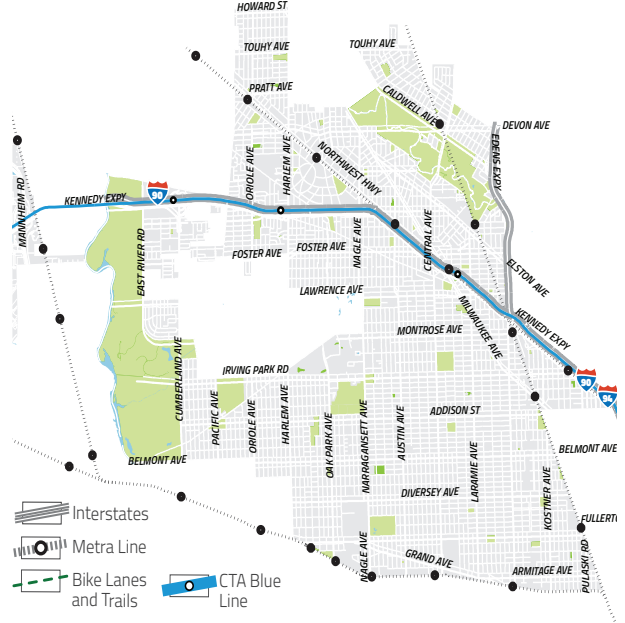 HOWARD ST
TOUHY AVE
TOUHY AVE
PRATT AVE
CALDWELL AVE
DEVON AVE
EDENS EXPY
ORIOLE AVE
HARLEM AVE
NORTHWEST HWY
MANNHEIM RD
KENNEDY EXPY
90
EAST RIVER RD
FOSTER AVE
FOSTER AVE
NAGLE AVE
CENTRAL AVE
ELSTON AVE
LAWRENCE AVE
MILWAUKEE AVE
KENNEDY EXPY
MONTROSE AVE
CUMBERLAND AVE
IRVING PARK RD
90
94
PACIFIC AVE
ORIOLE AVE
HARLEM AVE
OAK PARK AVE
NARRAGANSETT AVE
AUSTIN AVE
ADDISON ST
LARAMIE AVE
BELMONT AVE
BELMONT AVE
DIVERSEY AVE
KOSTNER AVE
FULLERTO
NAGLE AVE
GRAND AVE
ARMITAGE AVE
PULASKI RD
Interstates
Metra Line
Bike Lanes
and Trails
CTA Blue
Line